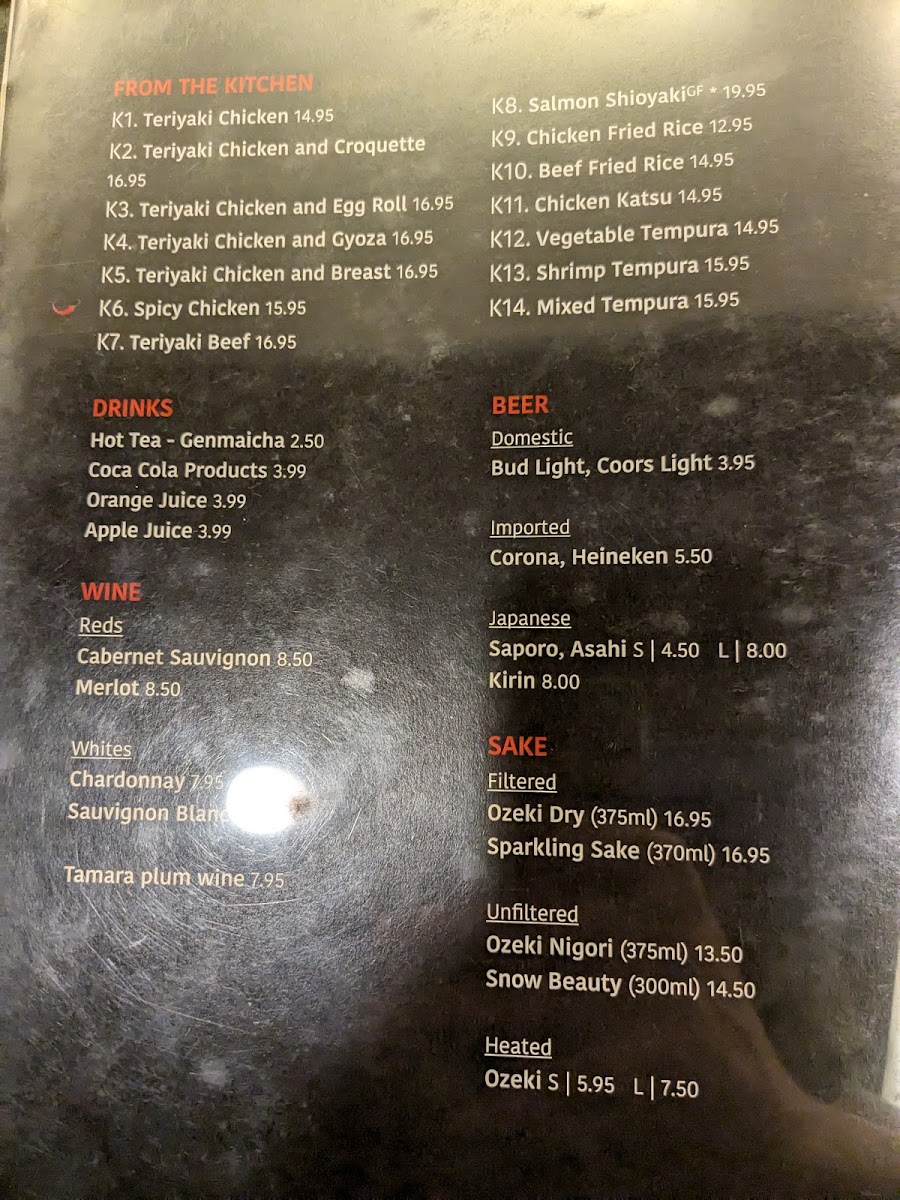 FROM THE KITCHEN
K1. Teriyaki Chicken 14.95
K2. Teriyaki Chicken and Croquette
16.95
K3. Teriyaki Chicken and Egg Roll 16.95
K4. Teriyaki Chicken and Gyoza 16.95
K5. Teriyaki Chicken and Breast 16.95
K6. Spicy Chicken 15.95
K7. Teriyaki Beef 16.95
K8. Salmon Shioyaki GF * 19.95
K9. Chicken Fried Rice 12.95
K10. Beef Fried Rice 14.95
K11. Chicken Katsu 14.95
K12. Vegetable Tempura 14.95
K13. Shrimp Tempura 15.95
K14. Mixed Tempura 15.95
DRINKS
Hot Tea - Genmaicha 2.50
Coca Cola Products 3.99
Orange Juice 3.99
Apple Juice 3.99
WINE
Reds
Cabernet Sauvignon 8.50
Merlot 8.50
Whites
Chardonnay 7.95
Sauvignon Blanc
Tamara plum wine 7.95
BEER
Domestic
Bud Light, Coors Light 3.95
Imported
Corona, Heineken 5.50
Japanese
Saporo, Asahi S | 4.50 L | 8.00
Kirin 8.00
SAKE
Filtered
Ozeki Dry (375ml) 16.95
Sparkling Sake (370ml) 16.95
Unfiltered
Ozeki Nigori (375ml) 13.50
Snow Beauty (300ml) 14.50
Heated
Ozeki S | 5.95 L | 7.50